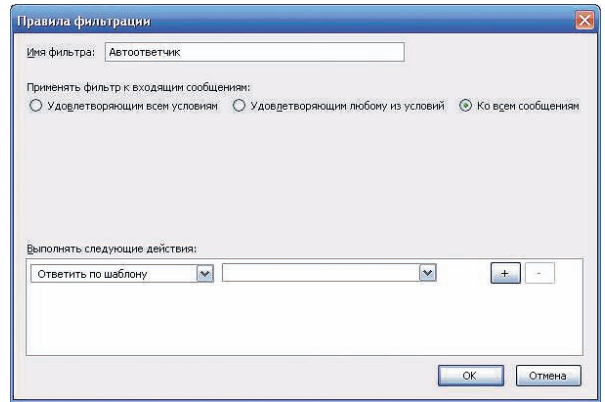 Правила фильтрации
Имя фильтра: Автоответчик
Применять фильтр к входящим сообщениям:
Удовлетворяющим всем условиям Удовлетворяющим любому из условий Ко всем сообщениям
Выполнять следующие действия:
Ответить по шаблону + -
ОК Отмена